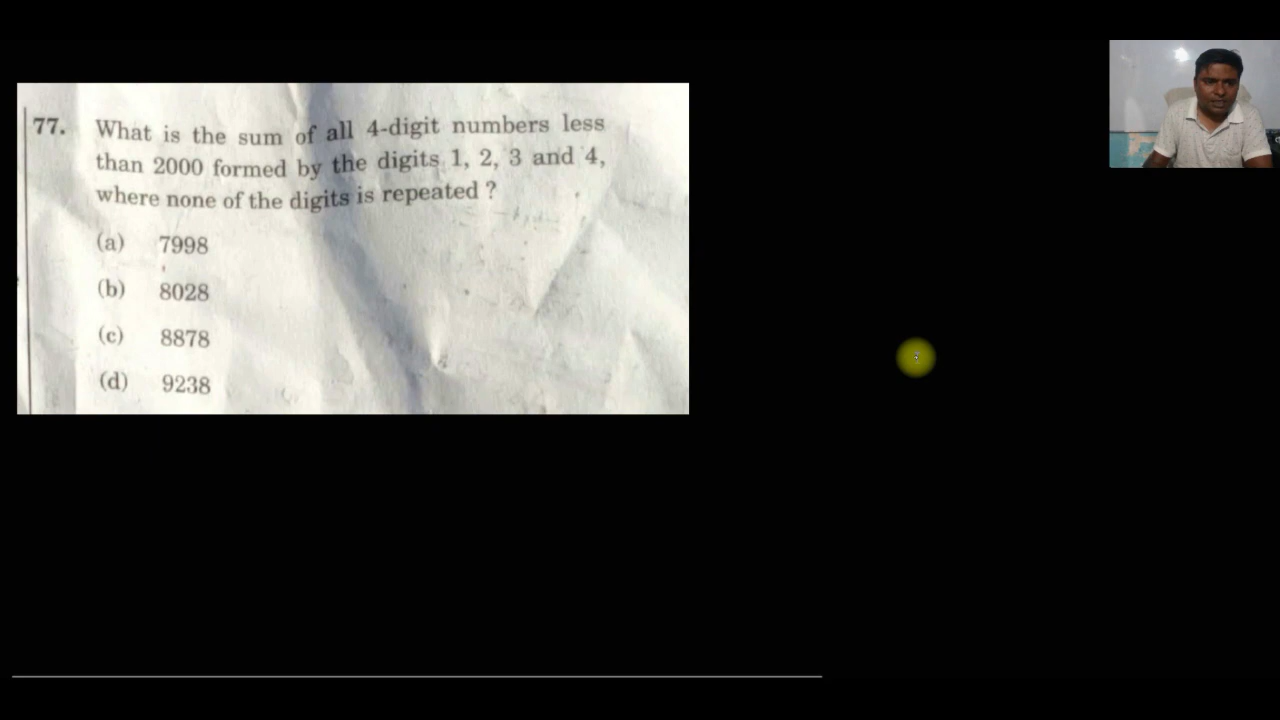 77. What is the sum of all 4-digit numbers less
than 2000 formed by the digits 1, 2, 3 and 4,
where none of the digits is repeated ?
(a) 7998
(b) 8028
(c) 8878
(d) 9238